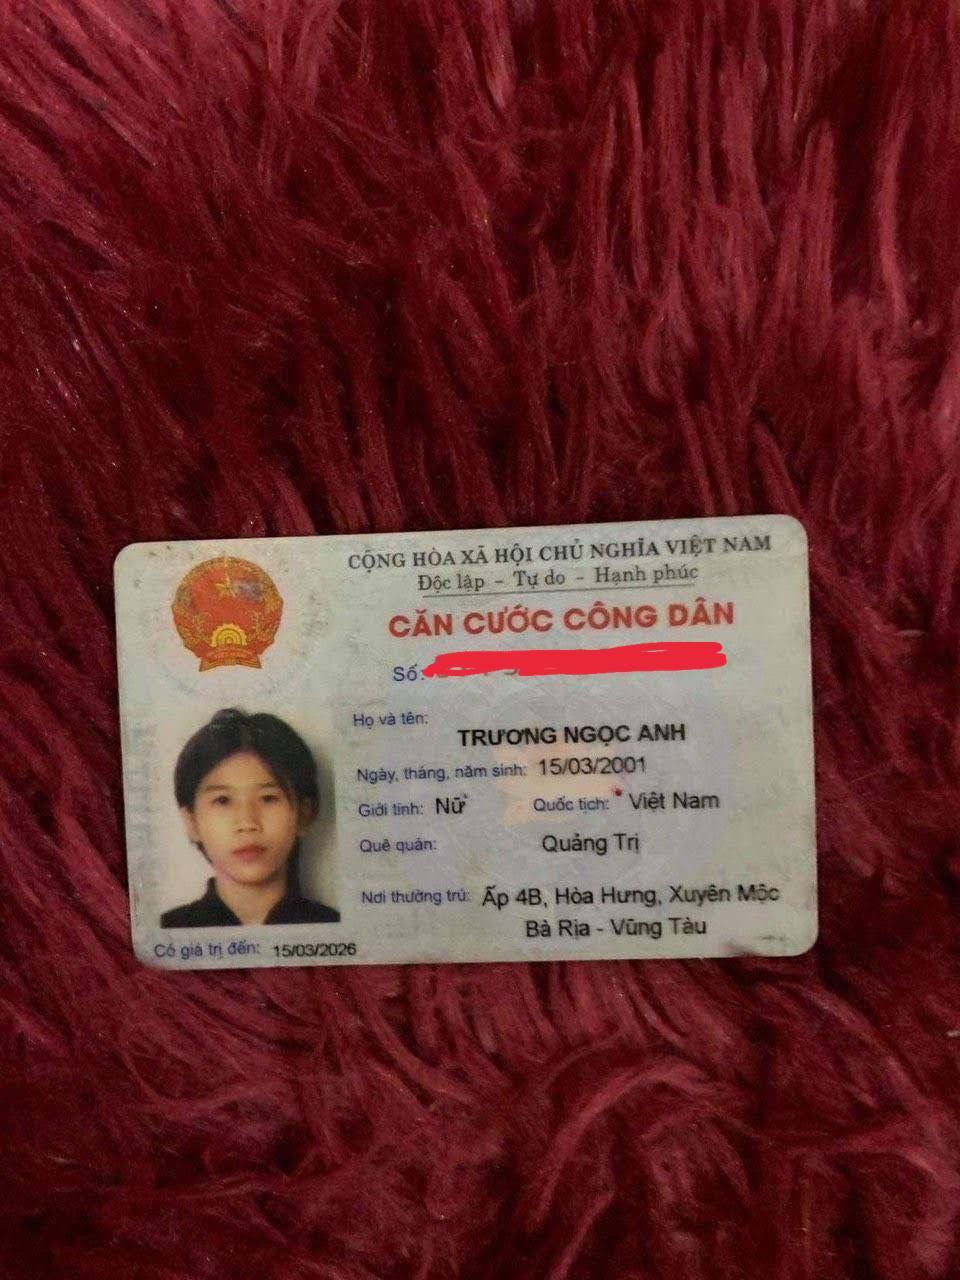 CỘNG HÒA XÃ HỘI CHỦ NGHĨA VIỆT NAM
Độc lập - Tự do - Hạnh phúc
CĂN CƯỚC CÔNG DÂN
Số:
Họ và tên:
TRƯƠNG NGỌC ANH
Ngày, tháng, năm sinh: 15/03/2001
Giới tính: Nữ Quốc tịch: Việt Nam
Quê quán: Quảng Trị
Nơi thường trú: Ấp 4B, Hòa Hưng, Xuyên Mộc
Bà Rịa - Vũng Tàu
Có giá trị đến: 15/03/2026